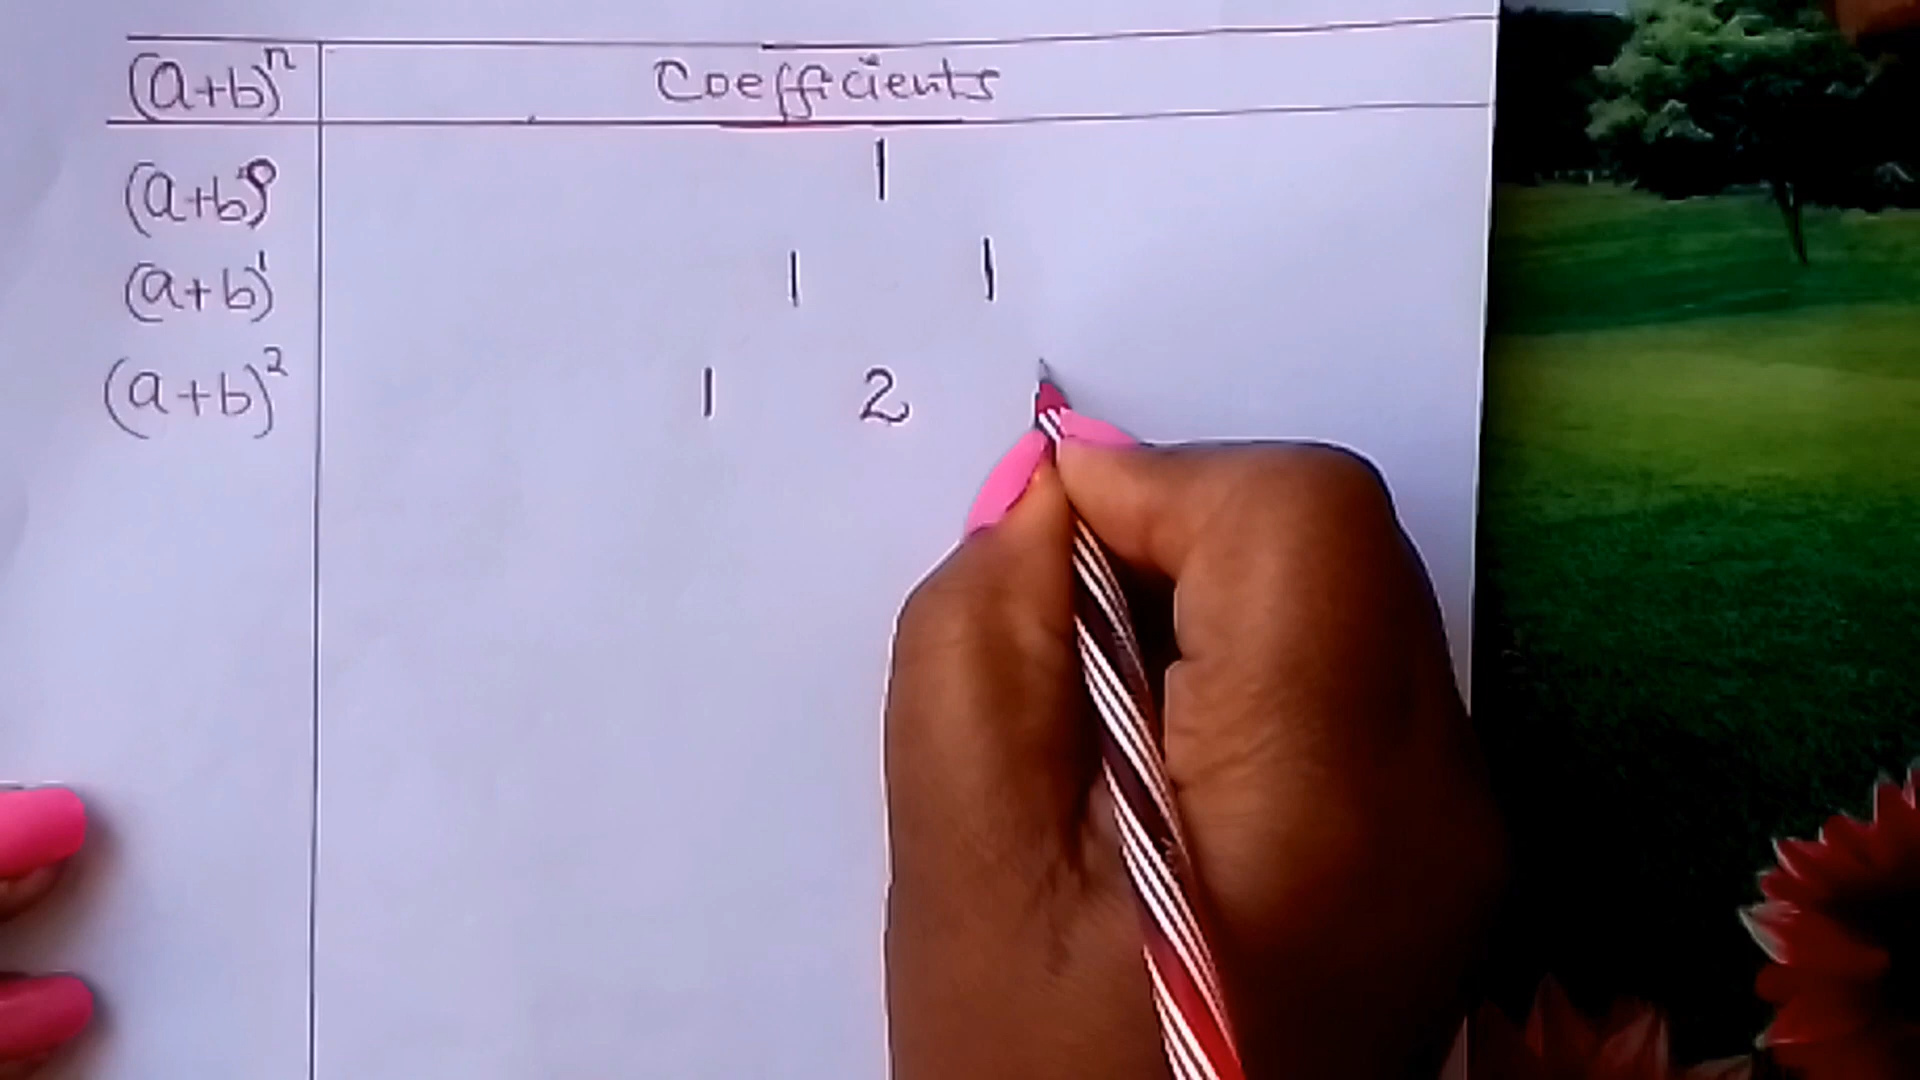 (a+b)ⁿ Coefficients
(a+b)⁰ 1
(a+b)¹ 1 1
(a+b)² 1 2